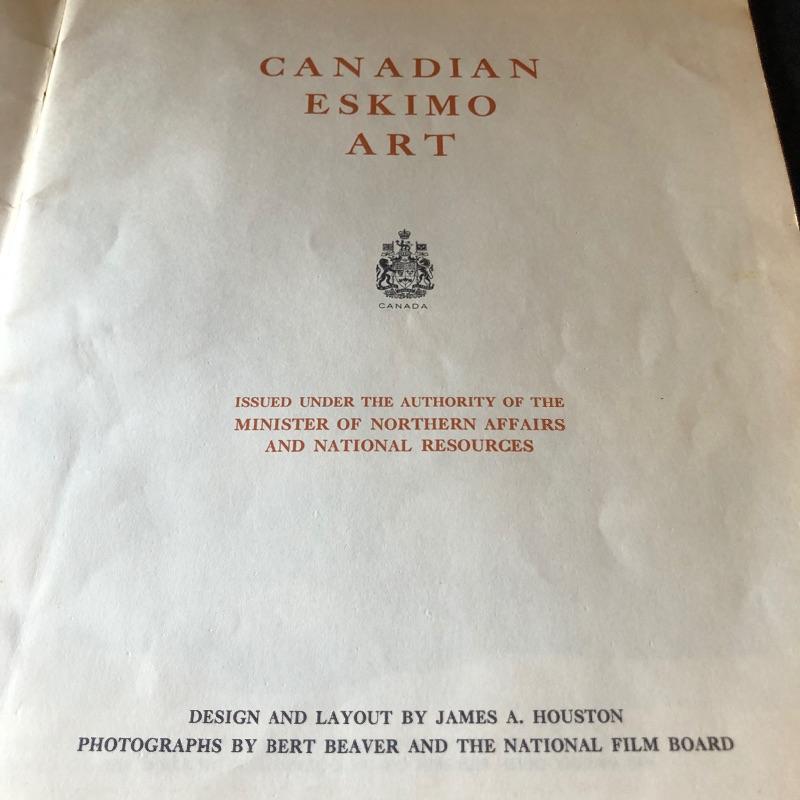 CANADIAN
ESKIMO
ART
CANADA
ISSUED UNDER THE AUTHORITY OF THE
MINISTER OF NORTHERN AFFAIRS
AND NATIONAL RESOURCES
DESIGN AND LAYOUT BY JAMES A. HOUSTON
PHOTOGRAPHS BY BERT BEAVER AND THE NATIONAL FILM BOARD